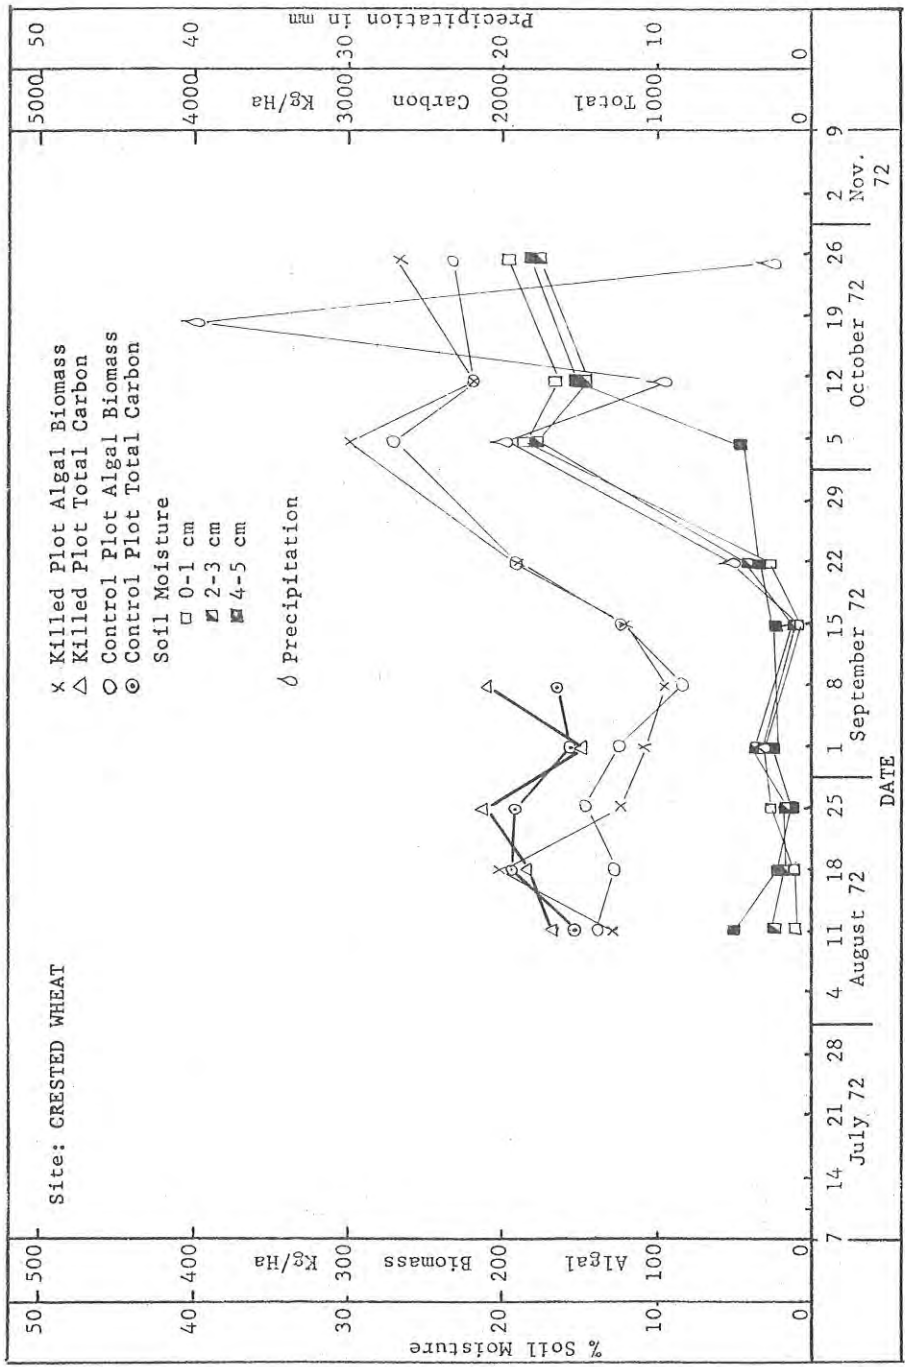 Site: CRESTED WHEAT
x Killed Plot Algal Biomass
△ Killed Plot Total Carbon
○ Control Plot Algal Biomass
⊙ Control Plot Total Carbon
Soil Moisture
□ 0-1 cm
◪ 2-3 cm
■ 4-5 cm
Precipitation
50
40
30
20
10
0
% Soil Moisture
500
400
300
200
100
0
Algal Biomass Kg/Ha
5000
4000
3000
2000
1000
0
Total Carbon Kg/Ha
50
40
30
20
10
0
Precipitation in mm
7 14 21 28 4 11 18 25 1 8 15 22 29 5 12 19 26 2 9
July 72 August 72 September 72 October 72 Nov.
72
DATE